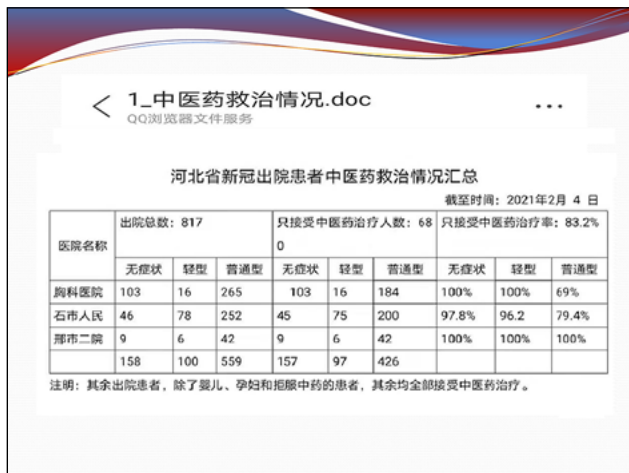 1_中医药救治情况.doc
QQ浏览器文件服务
河北省新冠出院患者中医药救治情况汇总
截至时间：2021年2月 4 日
医院名称 出院总数：817 只接受中医药治疗人数：680 只接受中医药治疗率：83.2%
无症状 轻型 普通型 无症状 轻型 普通型 无症状 轻型 普通型
胸科医院 103 16 265 103 16 184 100% 100% 69%
石市人民 46 78 252 45 75 200 97.8% 96.2 79.4%
邢市二院 9 6 42 9 6 42 100% 100% 100%
158 100 559 157 97 426
注明：其余出院患者，除了婴儿、孕妇和拒服中药的患者，其余均全部接受中医药治疗。